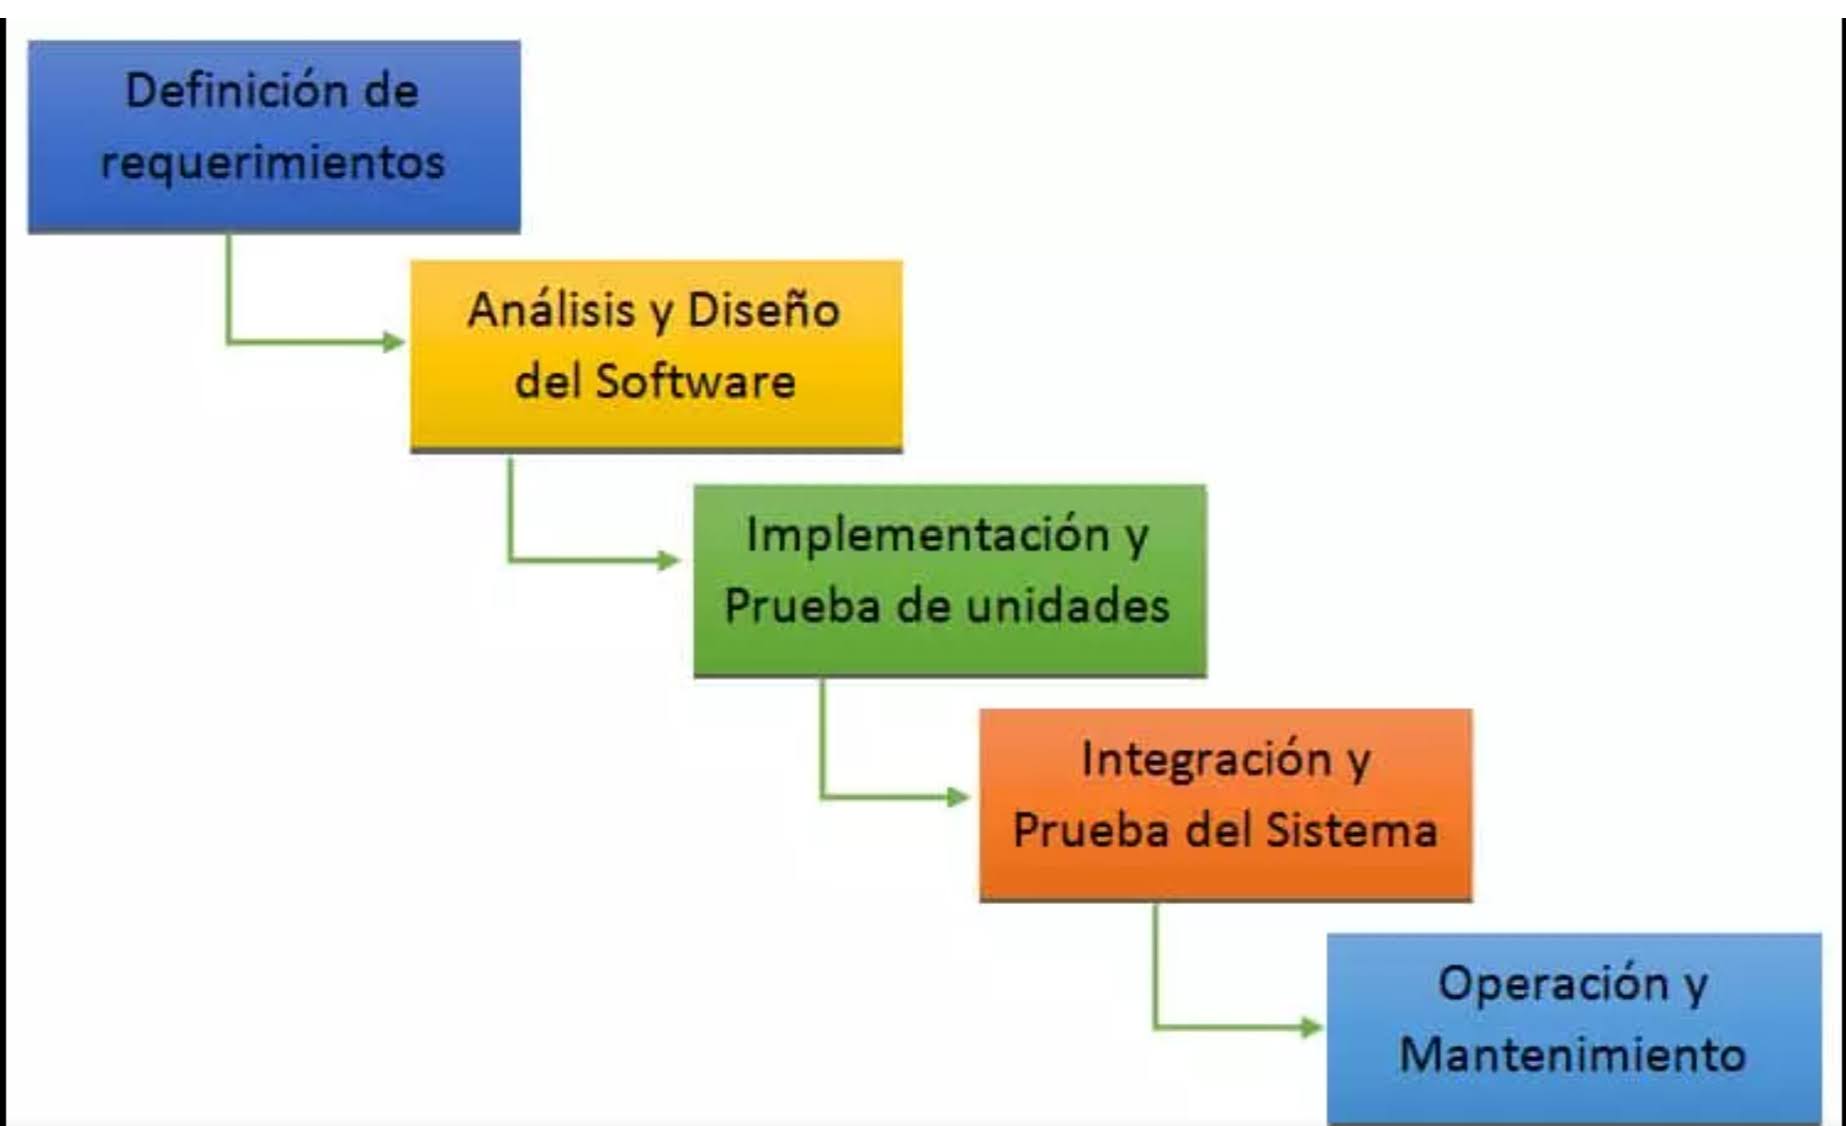 Definición de
requerimientos
Análisis y Diseño
del Software
Implementación y
Prueba de unidades
Integración y
Prueba del Sistema
Operación y
Mantenimiento